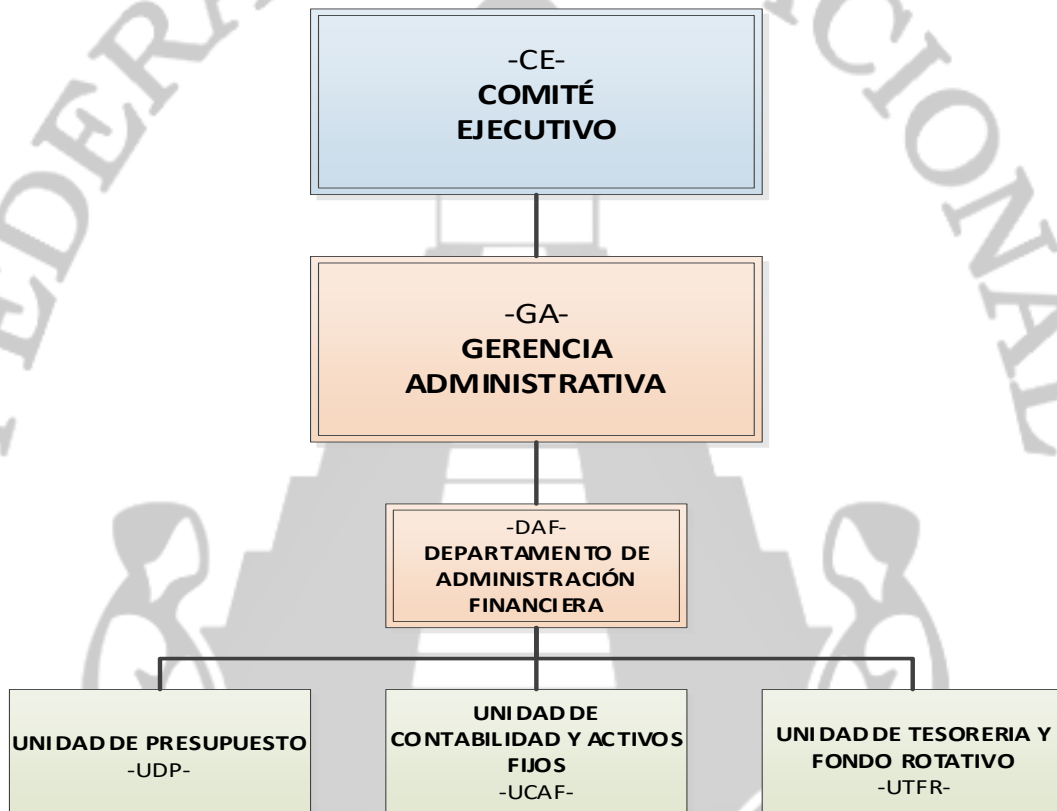 -CE-
COMITÉ
EJECUTIVO
-GA-
GERENCIA
ADMINISTRATIVA
-DAF-
DEPARTAMENTO DE
ADMINISTRACIÓN
FINANCIERA
UNIDAD DE PRESUPUESTO
-UDP-
UNIDAD DE
CONTABILIDAD Y ACTIVOS
FIJOS
-UCAF-
UNIDAD DE TESORERIA Y
FONDO ROTATIVO
-UTFR-